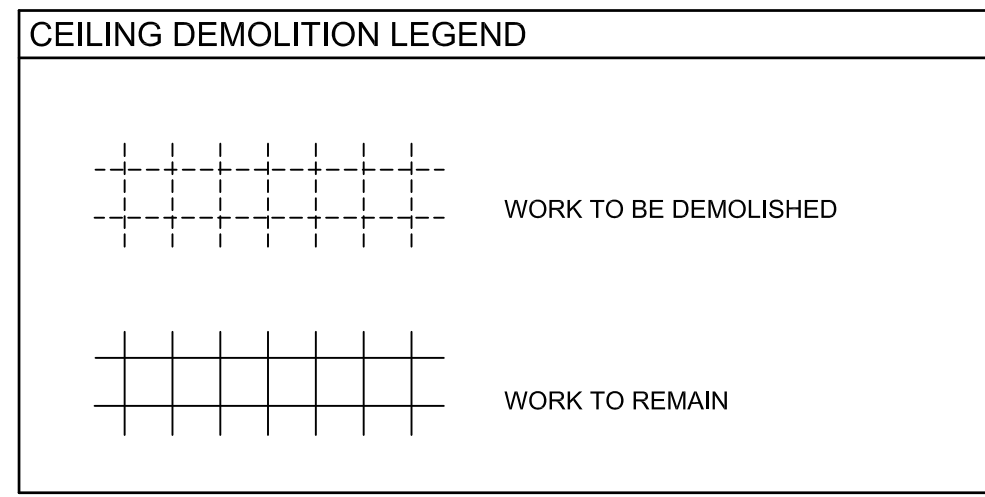 CEILING DEMOLITION LEGEND
WORK TO BE DEMOLISHED
WORK TO REMAIN